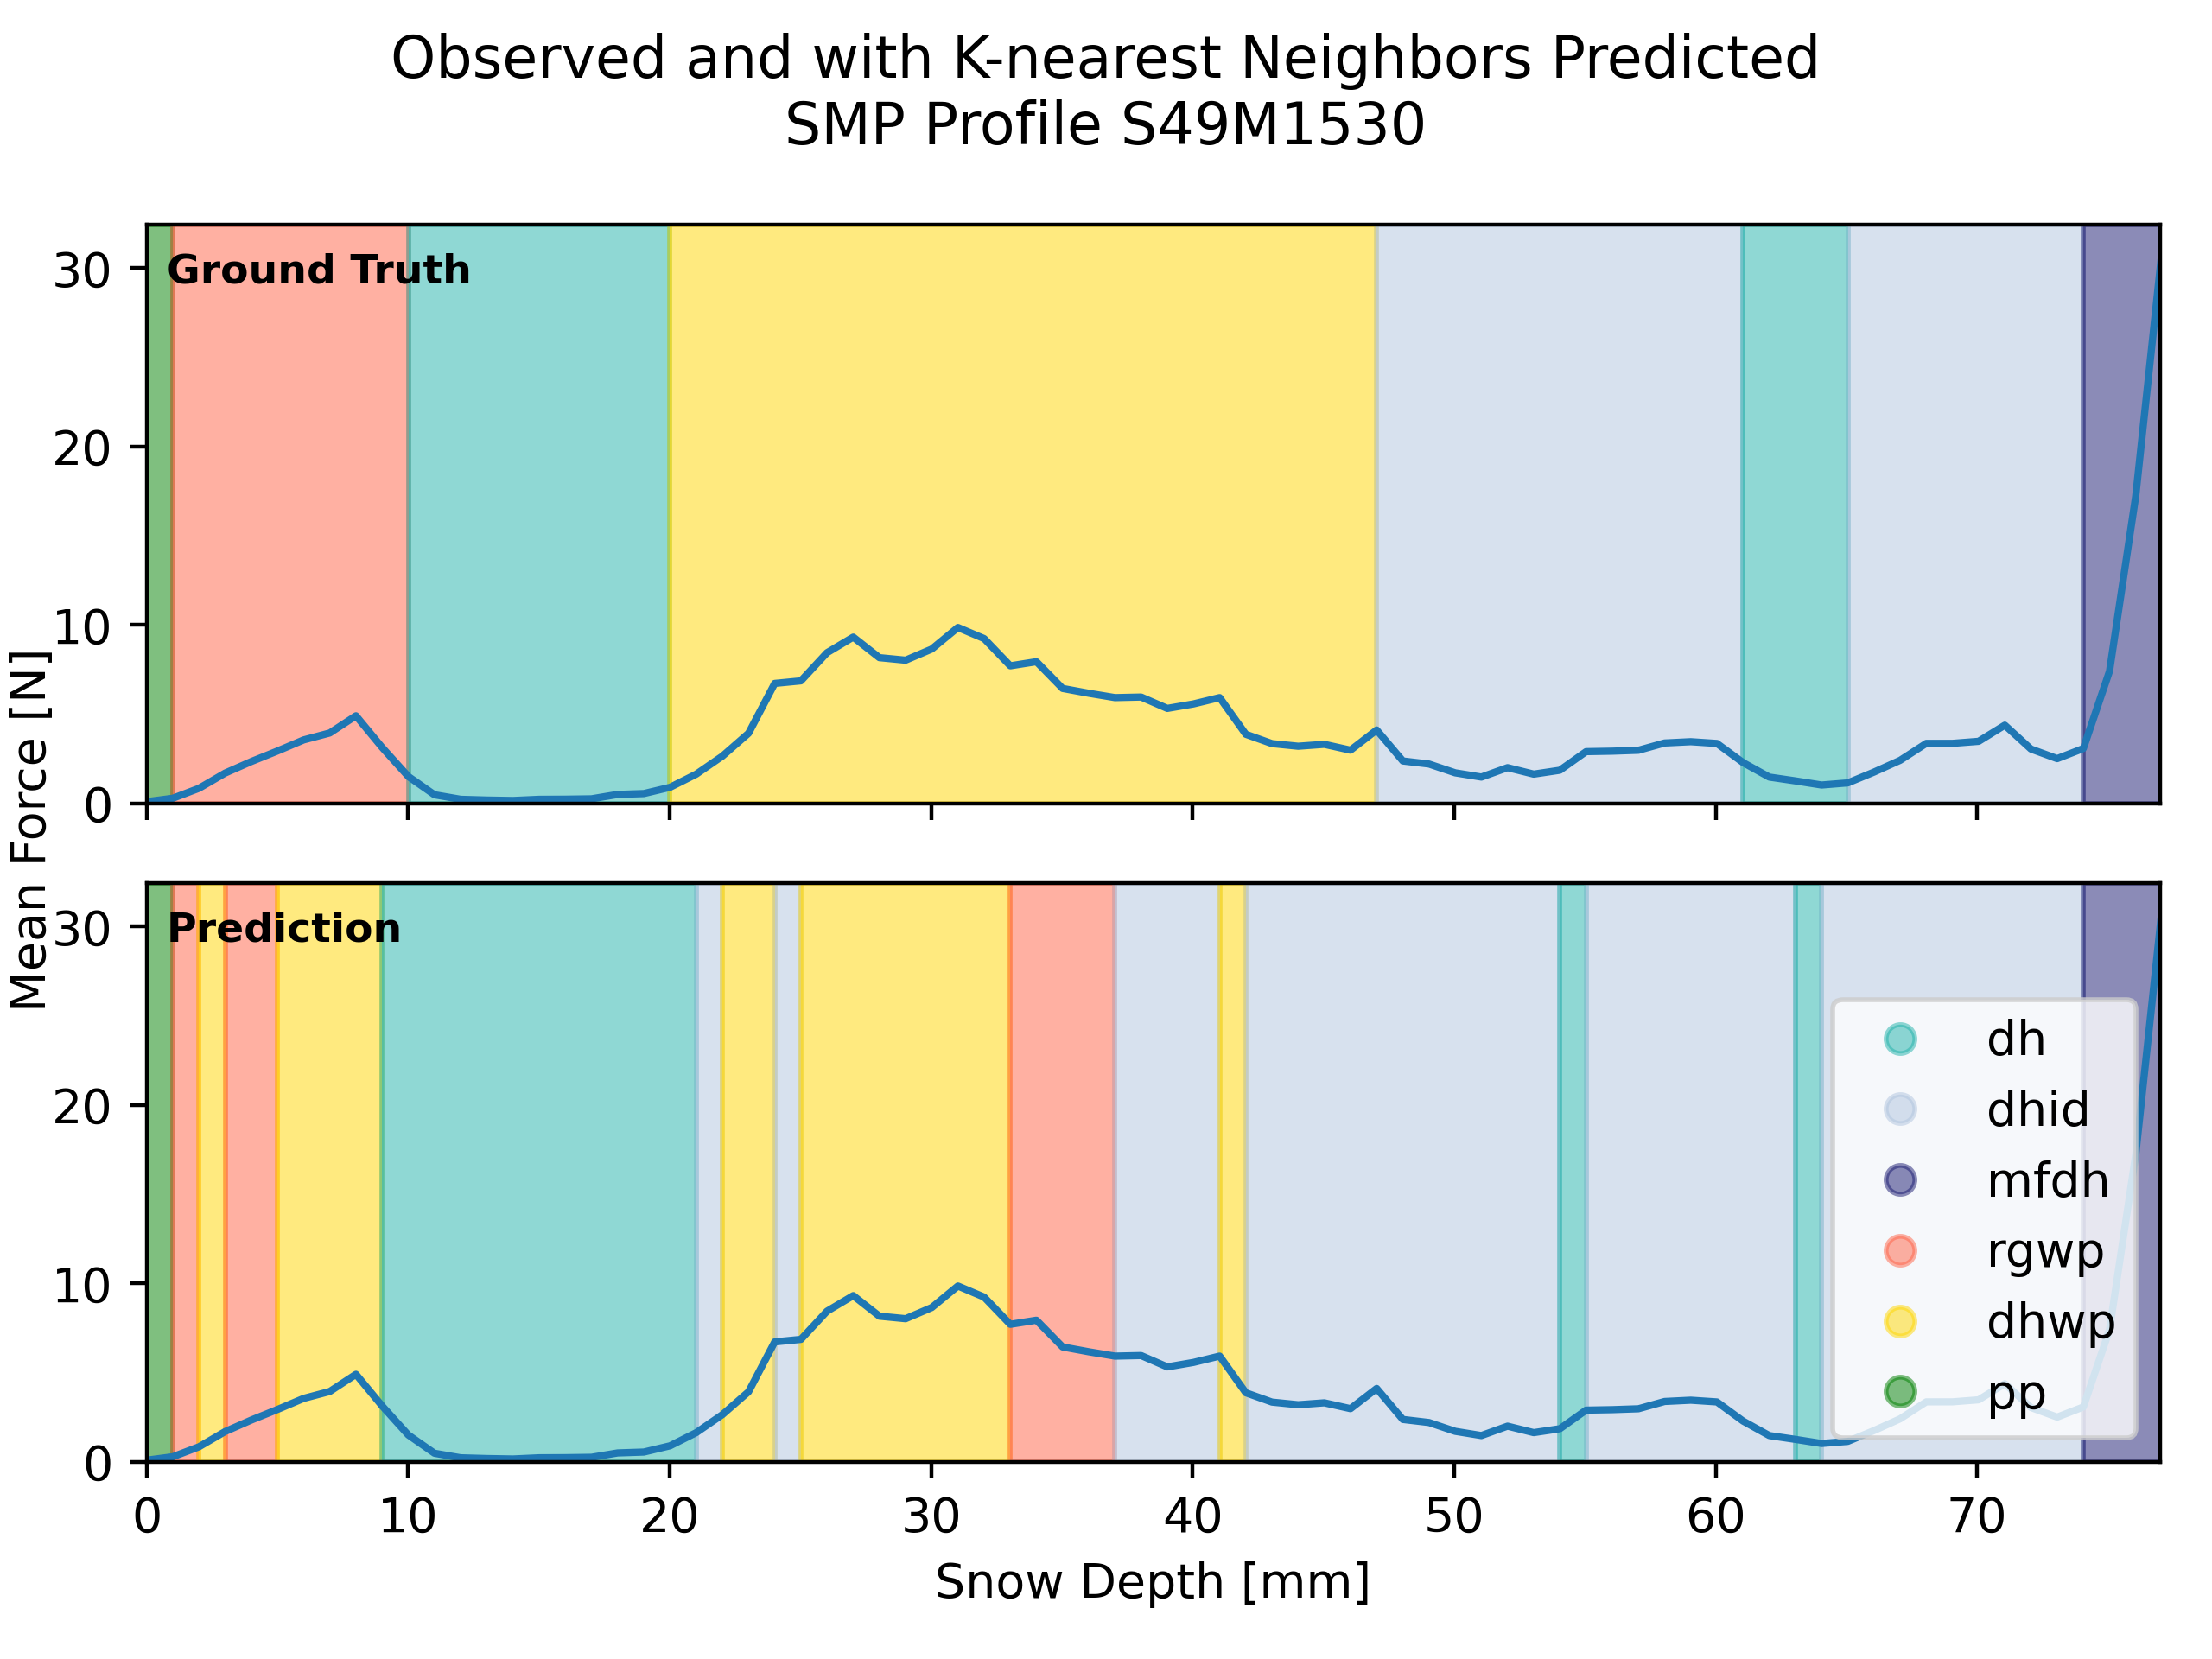 Observed and with K-nearest Neighbors Predicted
SMP Profile S49M1530
Ground Truth
30
20
10
0
Mean Force [N]
Prediction
30
20
10
0
dh
dhid
mfdh
rgwp
dhwp
pp
0 10 20 30 40 50 60 70
Snow Depth [mm]